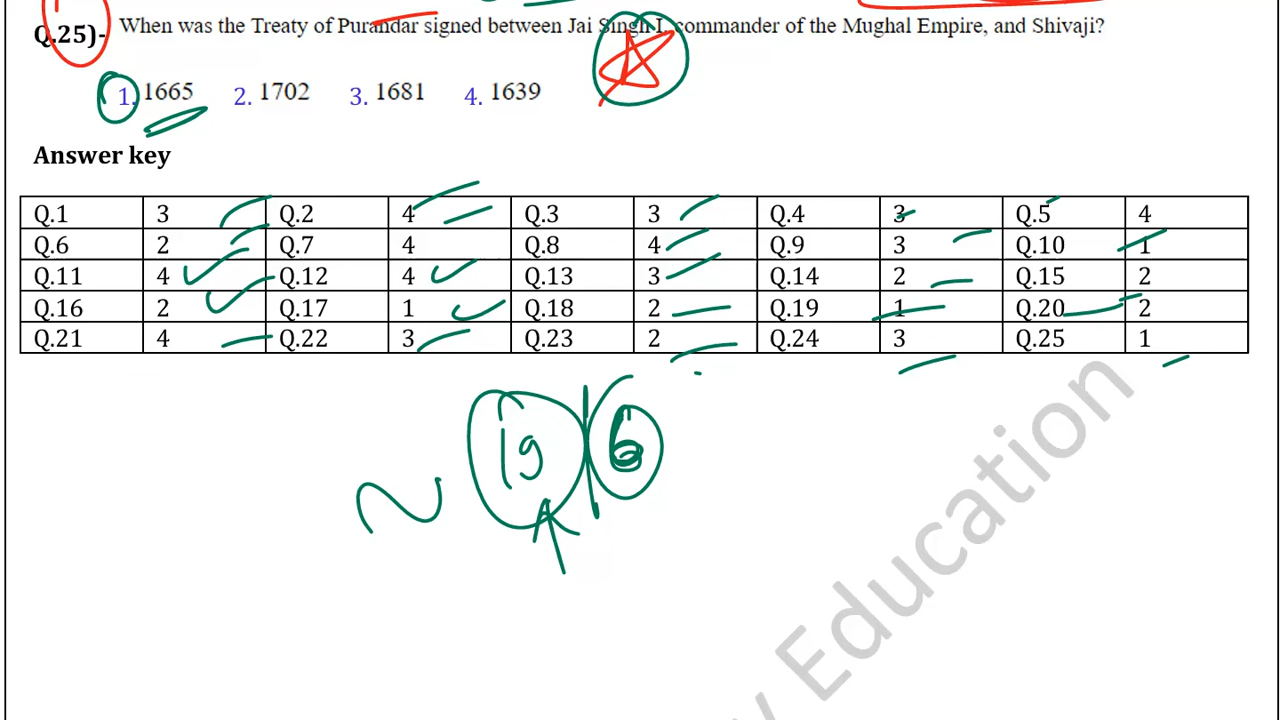 Q.25)- When was the Treaty of Purandar signed between Jai Singh I, commander of the Mughal Empire, and Shivaji?
1. 1665 2. 1702 3. 1681 4. 1639
Answer key
Q.1 3 Q.2 4 Q.3 3 Q.4 3 Q.5 4
Q.6 2 Q.7 4 Q.8 4 Q.9 3 Q.10 1
Q.11 4 Q.12 4 Q.13 3 Q.14 2 Q.15 2
Q.16 2 Q.17 1 Q.18 2 Q.19 1 Q.20 2
Q.21 4 Q.22 3 Q.23 2 Q.24 3 Q.25 1
19 6
Education